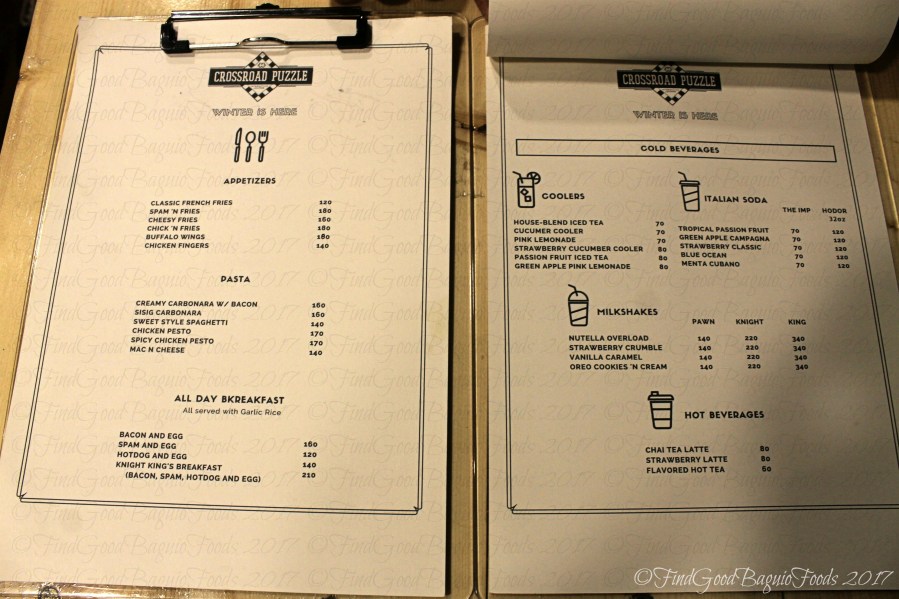 CROSSROAD PUZZLE
WINTER IS HERE
APPETIZERS
CLASSIC FRENCH FRIES 120
SPAM 'N FRIES 180
CHEESY FRIES 160
CHICK 'N FRIES 180
BUFFALO WINGS 180
CHICKEN FINGERS 140
PASTA
CREAMY CARBONARA W/ BACON 160
SISIG CARBONARA 160
SWEET STYLE SPAGHETTI 140
CHICKEN PESTO 170
SPICY CHICKEN PESTO 170
MAC N CHEESE 140
ALL DAY BKREAKFAST
All served with Garlic Rice
BACON AND EGG 160
SPAM AND EGG 120
HOTDOG AND EGG 140
KNIGHT KING'S BREAKFAST 210
(BACON, SPAM, HOTDOG AND EGG)
CROSSROAD PUZZLE
WINTER IS HERE
COLD BEVERAGES
COOLERS
HOUSE-BLEND ICED TEA 70
CUCUMER COOLER 70
PINK LEMONADE 70
STRAWBERRY CUCUMBER COOLER 80
PASSION FRUIT ICED TEA 80
GREEN APPLE PINK LEMONADE 80
ITALIAN SODA
THE IMP HODOR
32oz
TROPICAL PASSION FRUIT 70 120
GREEN APPLE CAMPAGNA 70 120
STRAWBERRY CLASSIC 70 120
BLUE OCEAN 70 120
MENTA CUBANO 70 120
MILKSHAKES
PAWN KNIGHT KING
NUTELLA OVERLOAD 140 220 340
STRAWBERRY CRUMBLE 140 220 340
VANILLA CARAMEL 140 220 340
OREO COOKIES 'N CREAM 140 220 340
HOT BEVERAGES
CHAI TEA LATTE 80
STRAWBERRY LATTE 80
FLAVORED HOT TEA 60
©FindGoodBaguioFoods 2017